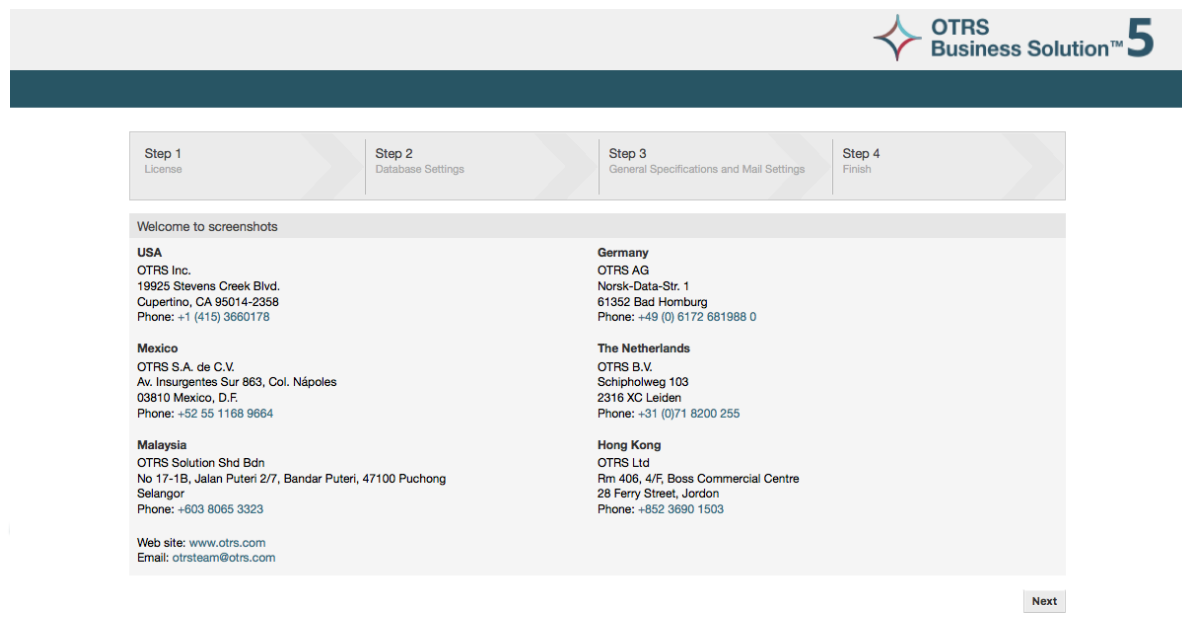 OTRS
Business Solution™ 5
Step 1
License
Step 2
Database Settings
Step 3
General Specifications and Mail Settings
Step 4
Finish
Welcome to screenshots
USA
OTRS Inc.
19925 Stevens Creek Blvd.
Cupertino, CA 95014-2358
Phone: +1 (415) 3660178
Germany
OTRS AG
Norsk-Data-Str. 1
61352 Bad Homburg
Phone: +49 (0) 6172 681988 0
Mexico
OTRS S.A. de C.V.
Av. Insurgentes Sur 863, Col. Nápoles
03810 Mexico, D.F.
Phone: +52 55 1168 9664
The Netherlands
OTRS B.V.
Schipholweg 103
2316 XC Leiden
Phone: +31 (0)71 8200 255
Malaysia
OTRS Solution Shd Bdn
No 17-1B, Jalan Puteri 2/7, Bandar Puteri, 47100 Puchong
Selangor
Phone: +603 8065 3323
Hong Kong
OTRS Ltd
Rm 406, 4/F, Boss Commercial Centre
28 Ferry Street, Jordon
Phone: +852 3690 1503
Web site: www.otrs.com
Email: otrsteam@otrs.com
Next